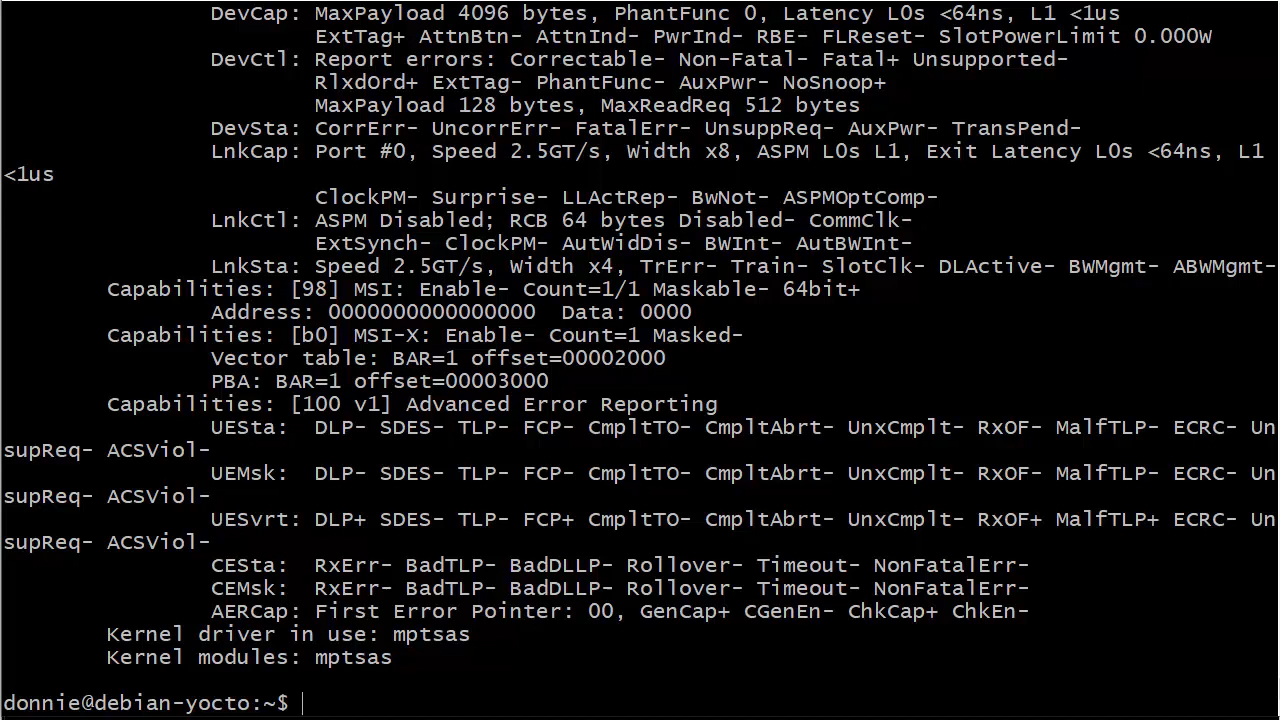 DevCap: MaxPayload 4096 bytes, PhantFunc 0, Latency L0s <64ns, L1 <1us
ExtTag+ AttnBtn- AttnInd- PwrInd- RBE- FLReset- SlotPowerLimit 0.000W
DevCtl: Report errors: Correctable- Non-Fatal- Fatal+ Unsupported-
RlxdOrd+ ExtTag- PhantFunc- AuxPwr- NoSnoop+
MaxPayload 128 bytes, MaxReadReq 512 bytes
DevSta: CorrErr- UncorrErr- FatalErr- UnsuppReq- AuxPwr- TransPend-
LnkCap: Port #0, Speed 2.5GT/s, Width x8, ASPM L0s L1, Exit Latency L0s <64ns, L1
<1us
ClockPM- Surprise- LLActRep- BwNot- ASPMOptComp-
LnkCtl: ASPM Disabled; RCB 64 bytes Disabled- CommClk-
ExtSynch- ClockPM- AutWidDis- BWInt- AutBWInt-
LnkSta: Speed 2.5GT/s, Width x4, TrErr- Train- SlotClk- DLActive- BWMgmt- ABWMgmt-
Capabilities: [98] MSI: Enable- Count=1/1 Maskable- 64bit+
Address: 0000000000000000  Data: 0000
Capabilities: [b0] MSI-X: Enable- Count=1 Masked-
Vector table: BAR=1 offset=00002000
PBA: BAR=1 offset=00003000
Capabilities: [100 v1] Advanced Error Reporting
UESta:  DLP- SDES- TLP- FCP- CmpltTO- CmpltAbrt- UnxCmplt- RxOF- MalfTLP- ECRC- Un
supReq- ACSViol-
UEMsk:  DLP- SDES- TLP- FCP- CmpltTO- CmpltAbrt- UnxCmplt- RxOF- MalfTLP- ECRC- Un
supReq- ACSViol-
UESvrt: DLP+ SDES- TLP- FCP+ CmpltTO- CmpltAbrt- UnxCmplt- RxOF+ MalfTLP+ ECRC- Un
supReq- ACSViol-
CESta:  RxErr- BadTLP- BadDLLP- Rollover- Timeout- NonFatalErr-
CEMsk:  RxErr- BadTLP- BadDLLP- Rollover- Timeout- NonFatalErr-
AERCap: First Error Pointer: 00, GenCap+ CGenEn- ChkCap+ ChkEn-
Kernel driver in use: mptsas
Kernel modules: mptsas
donnie@debian-yocto:~$